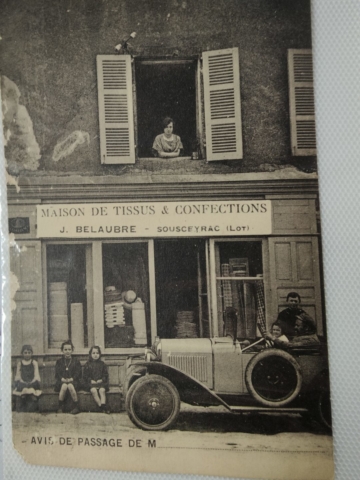 MAISON DE TISSUS & CONFECTIONS
J. BELAUBRE - SOUSCEYRAC (LOT)
AVIS DE PASSAGE DE M